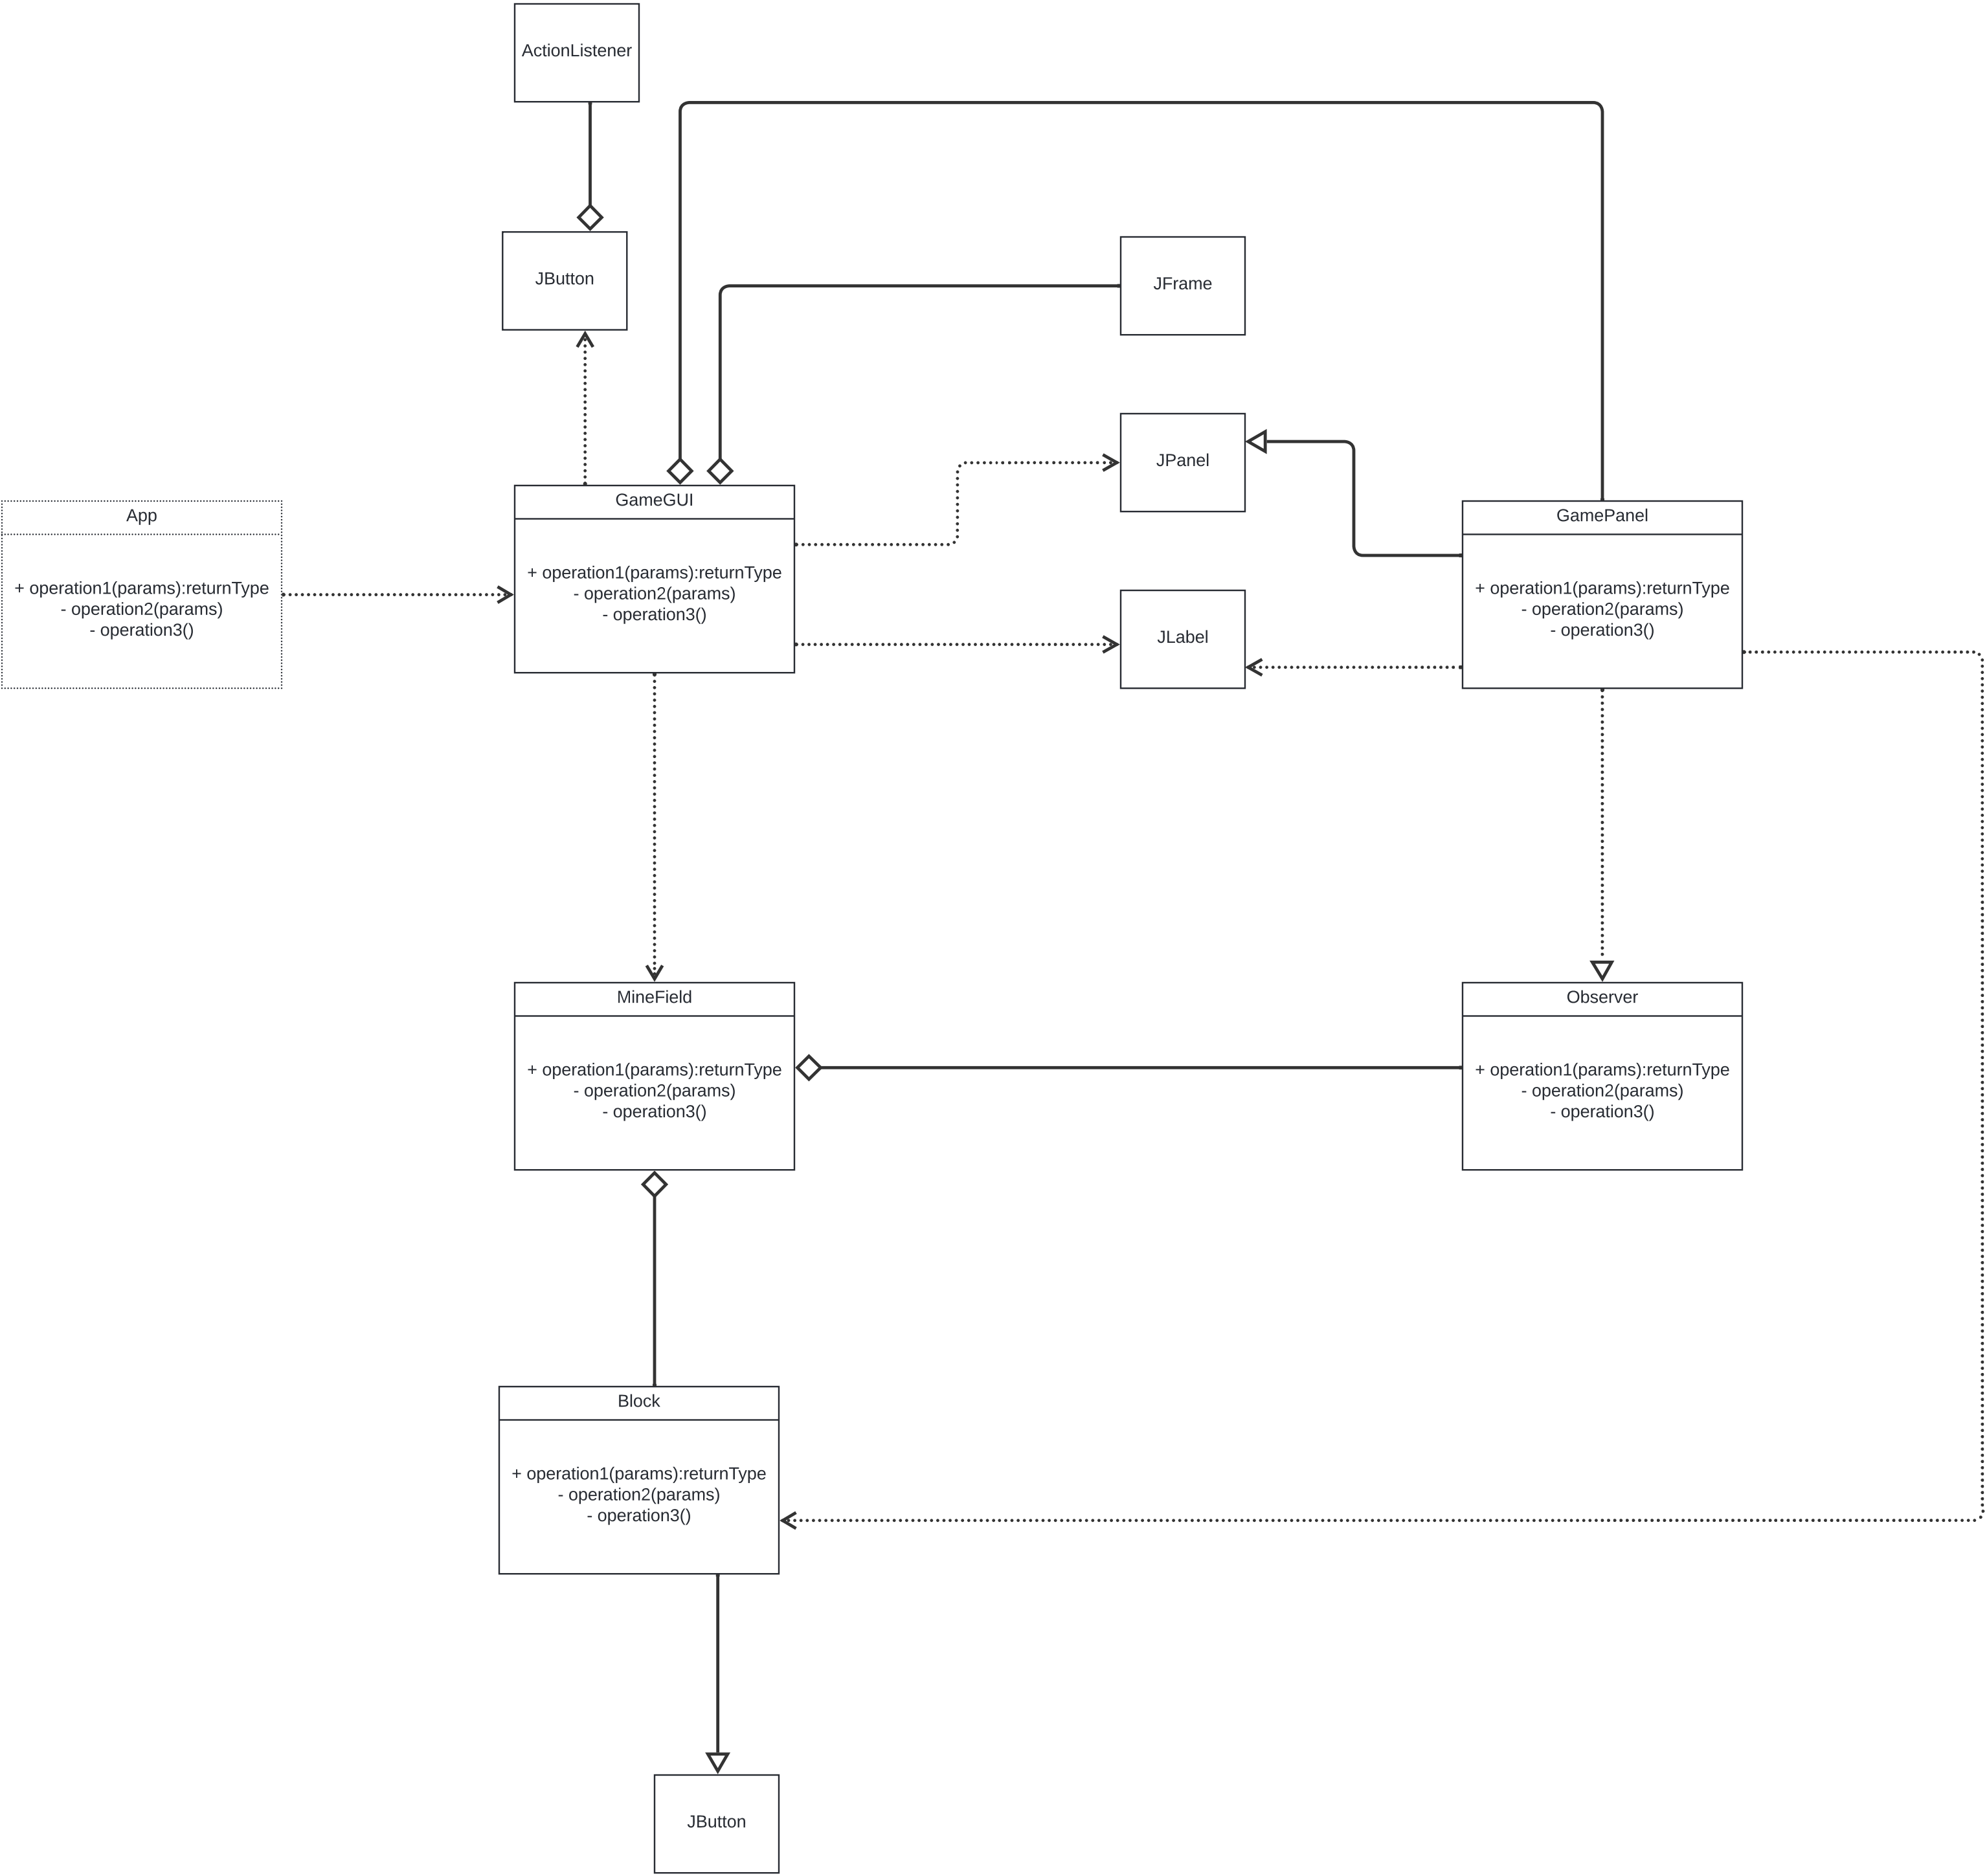 ActionListener
JButton
JFrame
JPanel
GameGUI
+ operation1(params):returnType
- operation2(params)
- operation3()
App
+ operation1(params):returnType
- operation2(params)
- operation3()
GamePanel
+ operation1(params):returnType
- operation2(params)
- operation3()
JLabel
MineField
+ operation1(params):returnType
- operation2(params)
- operation3()
Observer
+ operation1(params):returnType
- operation2(params)
- operation3()
Block
+ operation1(params):returnType
- operation2(params)
- operation3()
JButton